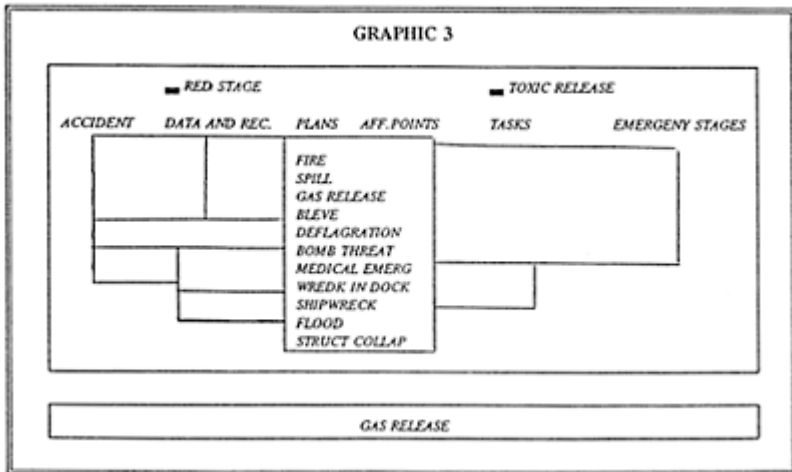 GRAPHIC 3
RED STAGE TOXIC RELEASE
ACCIDENT DATA AND REC. PLANS AFF.POINTS TASKS EMERGENY STAGES
FIRE
SPILL
GAS RELEASE
BLEVE
DEFLAGRATION
BOMB THREAT
MEDICAL EMERG
WREDK IN DOCK
SHIPWRECK
FLOOD
STRUCT COLLAP
GAS RELEASE